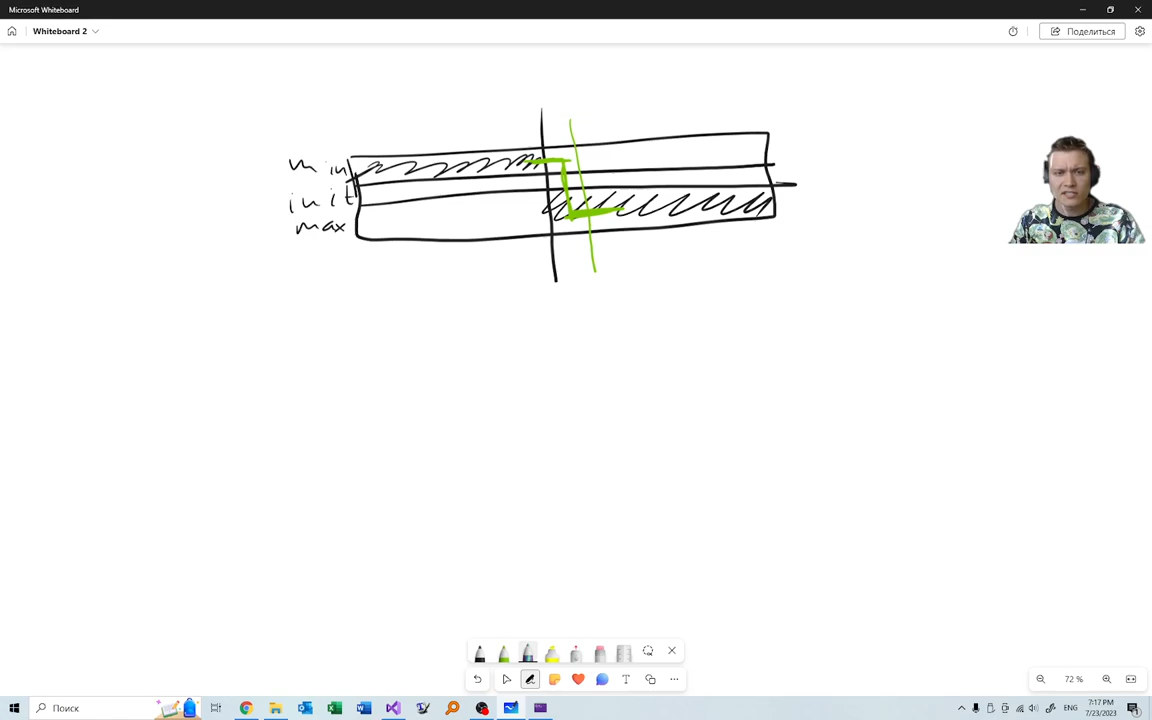 Microsoft Whiteboard
Whiteboard 2
Поделиться
min
init
max
72 %
Поиск
ENG
7:17 PM
7/23/2023